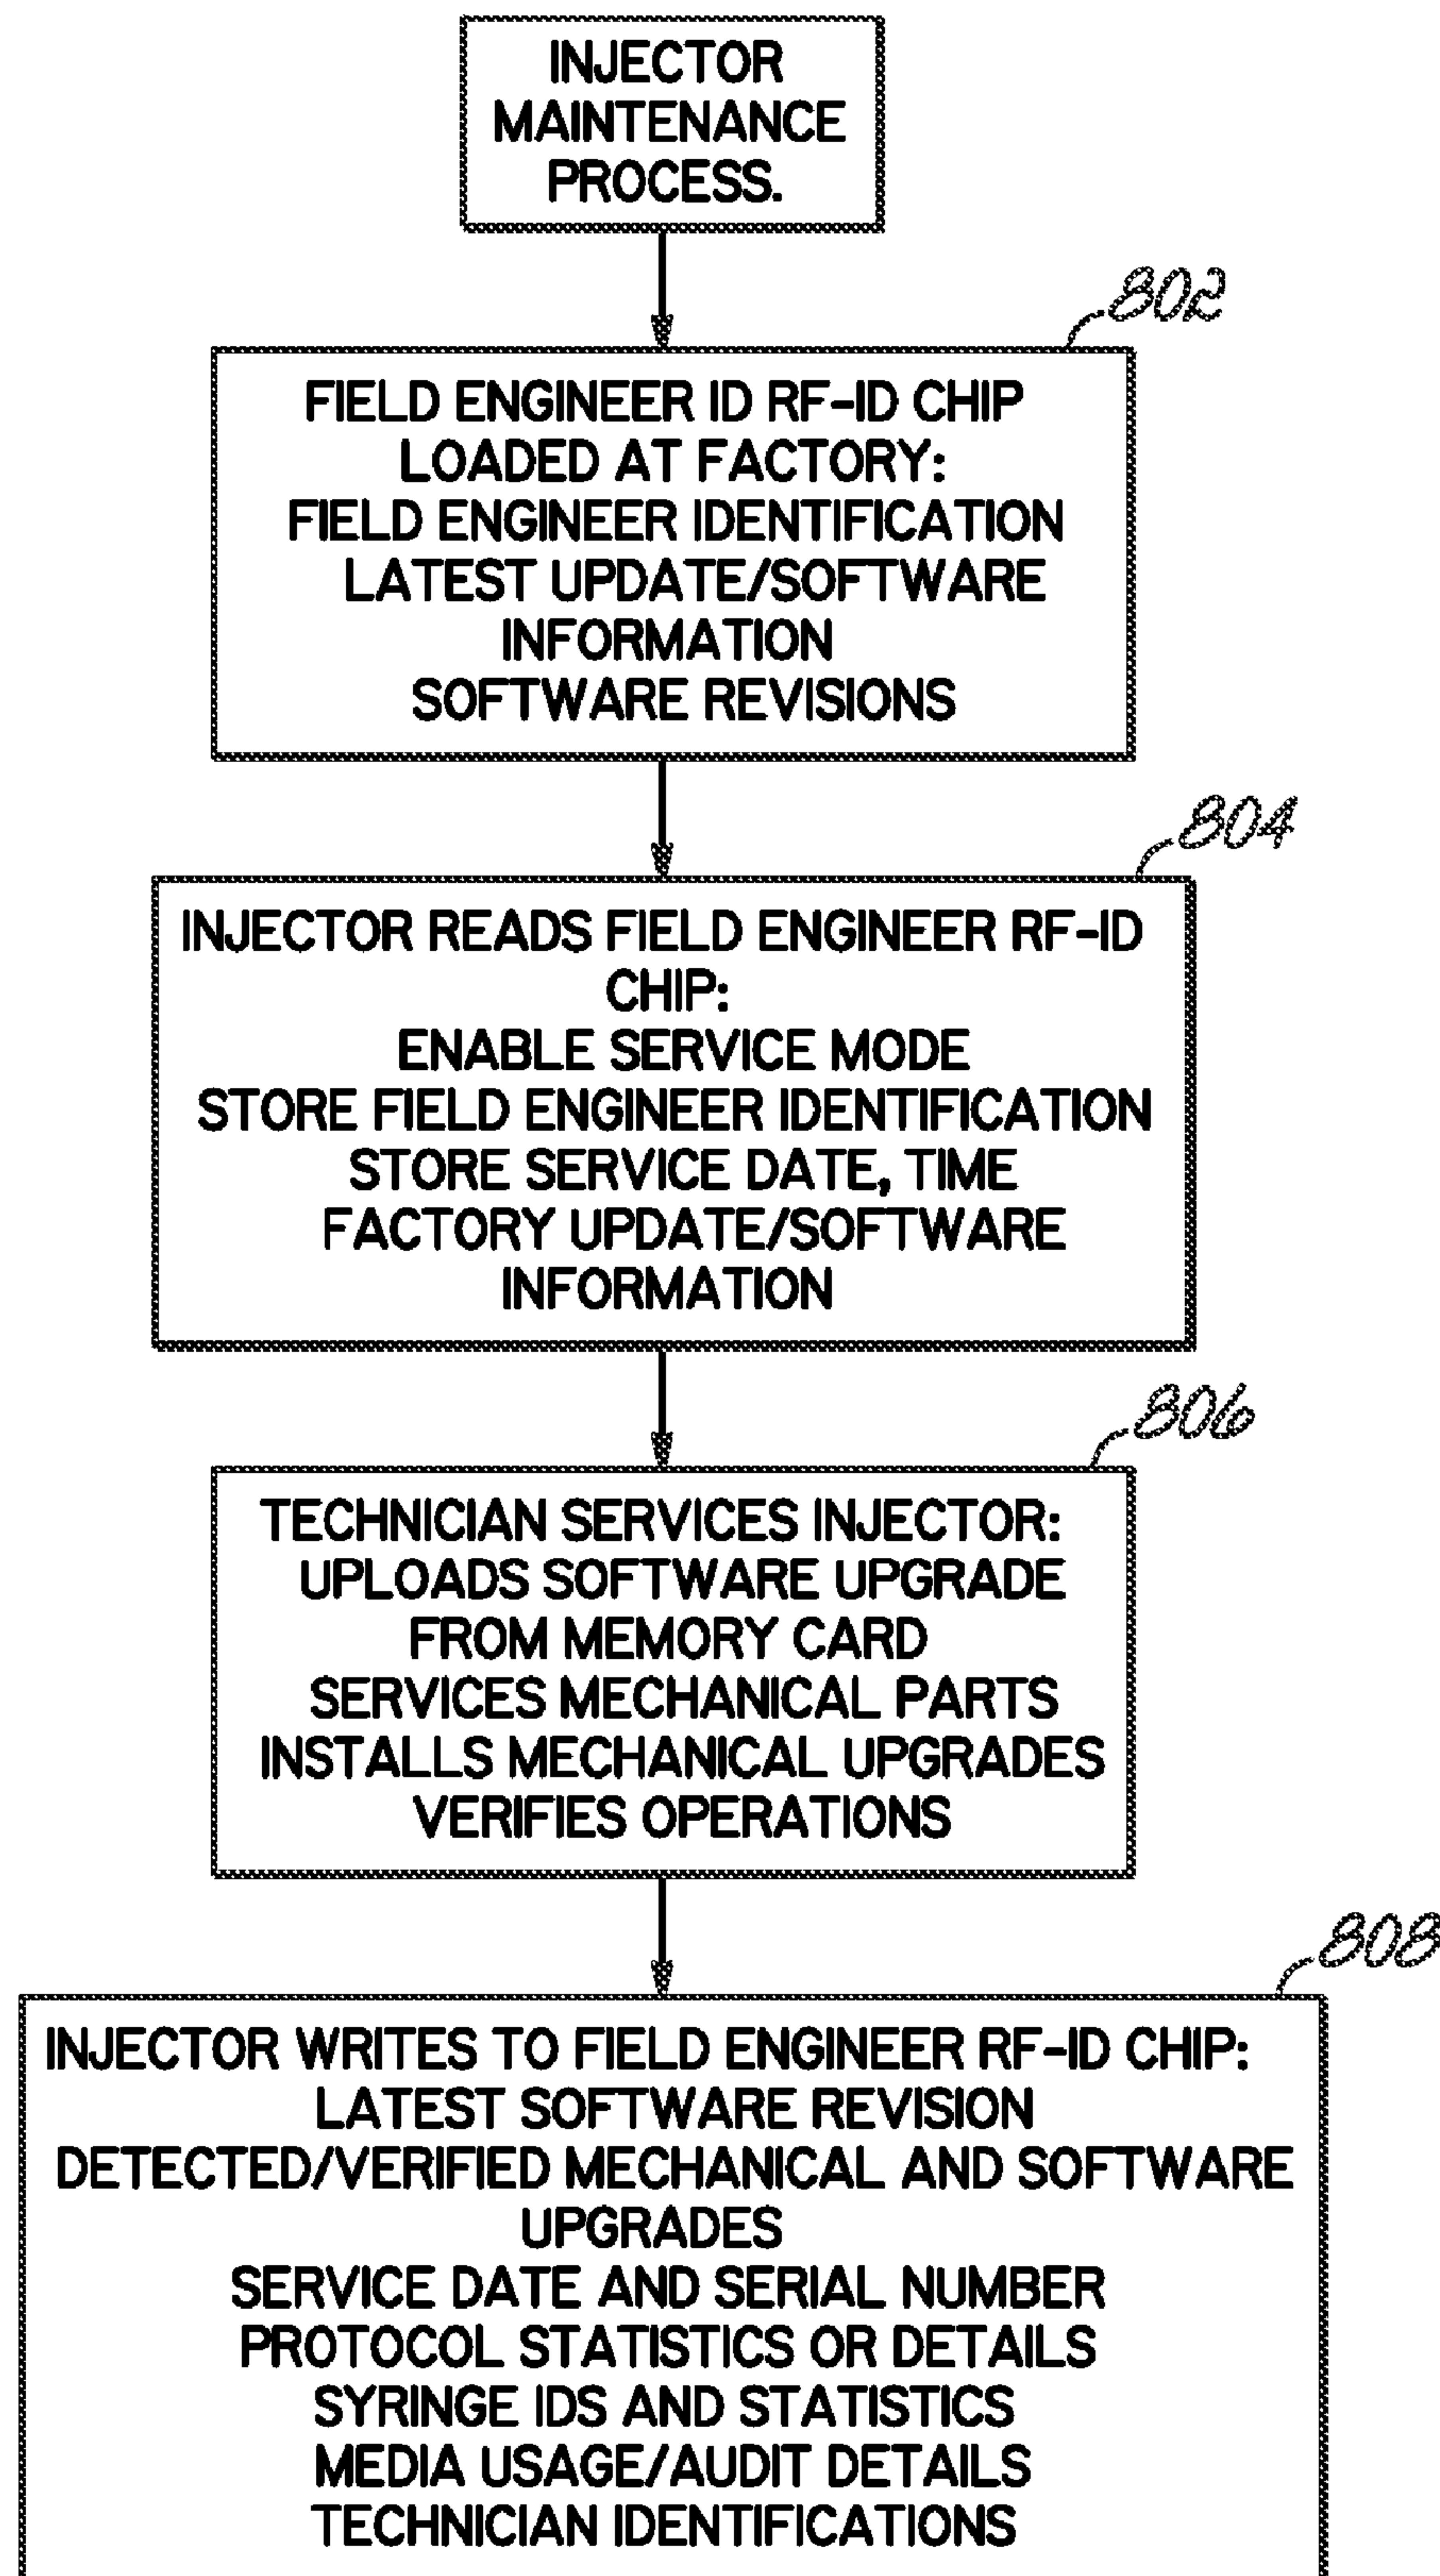 INJECTOR
MAINTENANCE
PROCESS.
802
FIELD ENGINEER ID RF-ID CHIP
LOADED AT FACTORY:
FIELD ENGINEER IDENTIFICATION
LATEST UPDATE/SOFTWARE
INFORMATION
SOFTWARE REVISIONS
804
INJECTOR READS FIELD ENGINEER RF-ID
CHIP:
ENABLE SERVICE MODE
STORE FIELD ENGINEER IDENTIFICATION
STORE SERVICE DATE, TIME
FACTORY UPDATE/SOFTWARE
INFORMATION
806
TECHNICIAN SERVICES INJECTOR:
UPLOADS SOFTWARE UPGRADE
FROM MEMORY CARD
SERVICES MECHANICAL PARTS
INSTALLS MECHANICAL UPGRADES
VERIFIES OPERATIONS
808
INJECTOR WRITES TO FIELD ENGINEER RF-ID CHIP:
LATEST SOFTWARE REVISION
DETECTED/VERIFIED MECHANICAL AND SOFTWARE
UPGRADES
SERVICE DATE AND SERIAL NUMBER
PROTOCOL STATISTICS OR DETAILS
SYRINGE IDS AND STATISTICS
MEDIA USAGE/AUDIT DETAILS
TECHNICIAN IDENTIFICATIONS